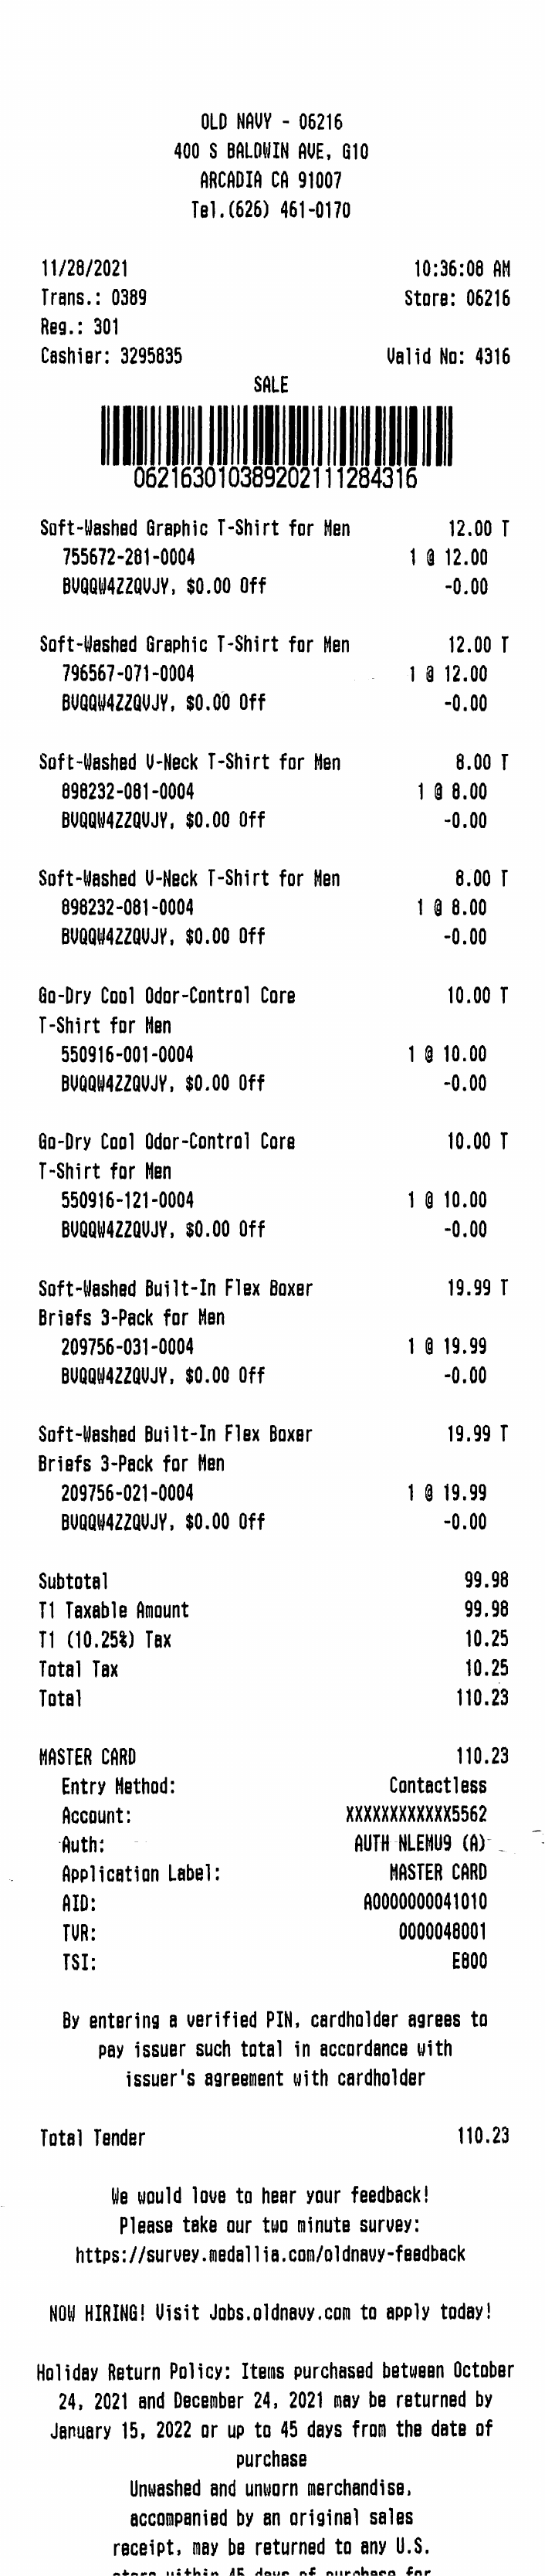 OLD NAVY - 06216
400 S BALDWIN AVE, G10
ARCADIA CA 91007
Tel.(626) 461-0170
11/28/2021 10:36:08 AM
Trans.: 0389 Store: 06216
Reg.: 301
Cashier: 3295835 Valid No: 4316
SALE
062163010389202111284316
Soft-Washed Graphic T-Shirt for Men 12.00 T
755672-281-0004 1 @ 12.00
BVQQW4ZZQVJY, $0.00 Off -0.00
Soft-Washed Graphic T-Shirt for Men 12.00 T
796567-071-0004 1 @ 12.00
BVQQW4ZZQVJY, $0.00 Off -0.00
Soft-Washed V-Neck T-Shirt for Men 8.00 T
898232-081-0004 1 @ 8.00
BVQQW4ZZQVJY, $0.00 Off -0.00
Soft-Washed V-Neck T-Shirt for Men 8.00 T
898232-081-0004 1 @ 8.00
BVQQW4ZZQVJY, $0.00 Off -0.00
Go-Dry Cool Odor-Control Core 10.00 T
T-Shirt for Men
550916-001-0004 1 @ 10.00
BVQQW4ZZQVJY, $0.00 Off -0.00
Go-Dry Cool Odor-Control Core 10.00 T
T-Shirt for Men
550916-121-0004 1 @ 10.00
BVQQW4ZZQVJY, $0.00 Off -0.00
Soft-Washed Built-In Flex Boxer 19.99 T
Briefs 3-Pack for Men
209756-031-0004 1 @ 19.99
BVQQW4ZZQVJY, $0.00 Off -0.00
Soft-Washed Built-In Flex Boxer 19.99 T
Briefs 3-Pack for Men
209756-021-0004 1 @ 19.99
BVQQW4ZZQVJY, $0.00 Off -0.00
Subtotal 99.98
T1 Taxable Amount 99.98
T1 (10.25%) Tax 10.25
Total Tax 10.25
Total 110.23
MASTER CARD 110.23
Entry Method: Contactless
Account: XXXXXXXXXXXX5562
Auth: AUTH NLEMU9 (A)
Application Label: MASTER CARD
AID: A0000000041010
TVR: 0000048001
TSI: E800
By entering a verified PIN, cardholder agrees to
pay issuer such total in accordance with
issuer's agreement with cardholder
Total Tender 110.23
We would love to hear your feedback!
Please take our two minute survey:
https://survey.medallia.com/oldnavy-feedback
NOW HIRING! Visit Jobs.oldnavy.com to apply today!
Holiday Return Policy: Items purchased between October
24, 2021 and December 24, 2021 may be returned by
January 15, 2022 or up to 45 days from the date of
purchase
Unwashed and unworn merchandise,
accompanied by an original sales
receipt, may be returned to any U.S.
store within 45 days of purchase for